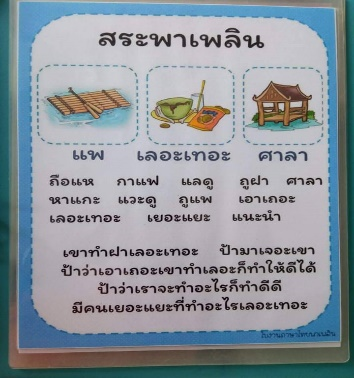 สระพาเพลิน
แพ เลอะเทอะ ศาลา
ถือแห กาแฟ แลดู ถูฝา ศาลา
หาแกะ แวะดู ถูแพ เอาเถอะ
เลอะเทอะ เยอะแยะ แนะนำ
เขาทำฝาเลอะเทอะ ป้ามาเจอะเขา
ป้าว่าเอาเถอะเขาทำเลอะก็ทำให้ดีได้
ป้าว่าเราจะทำอะไรก็ทำดีดี
มีคนเยอะแยะที่ทำอะไรเลอะเทอะ